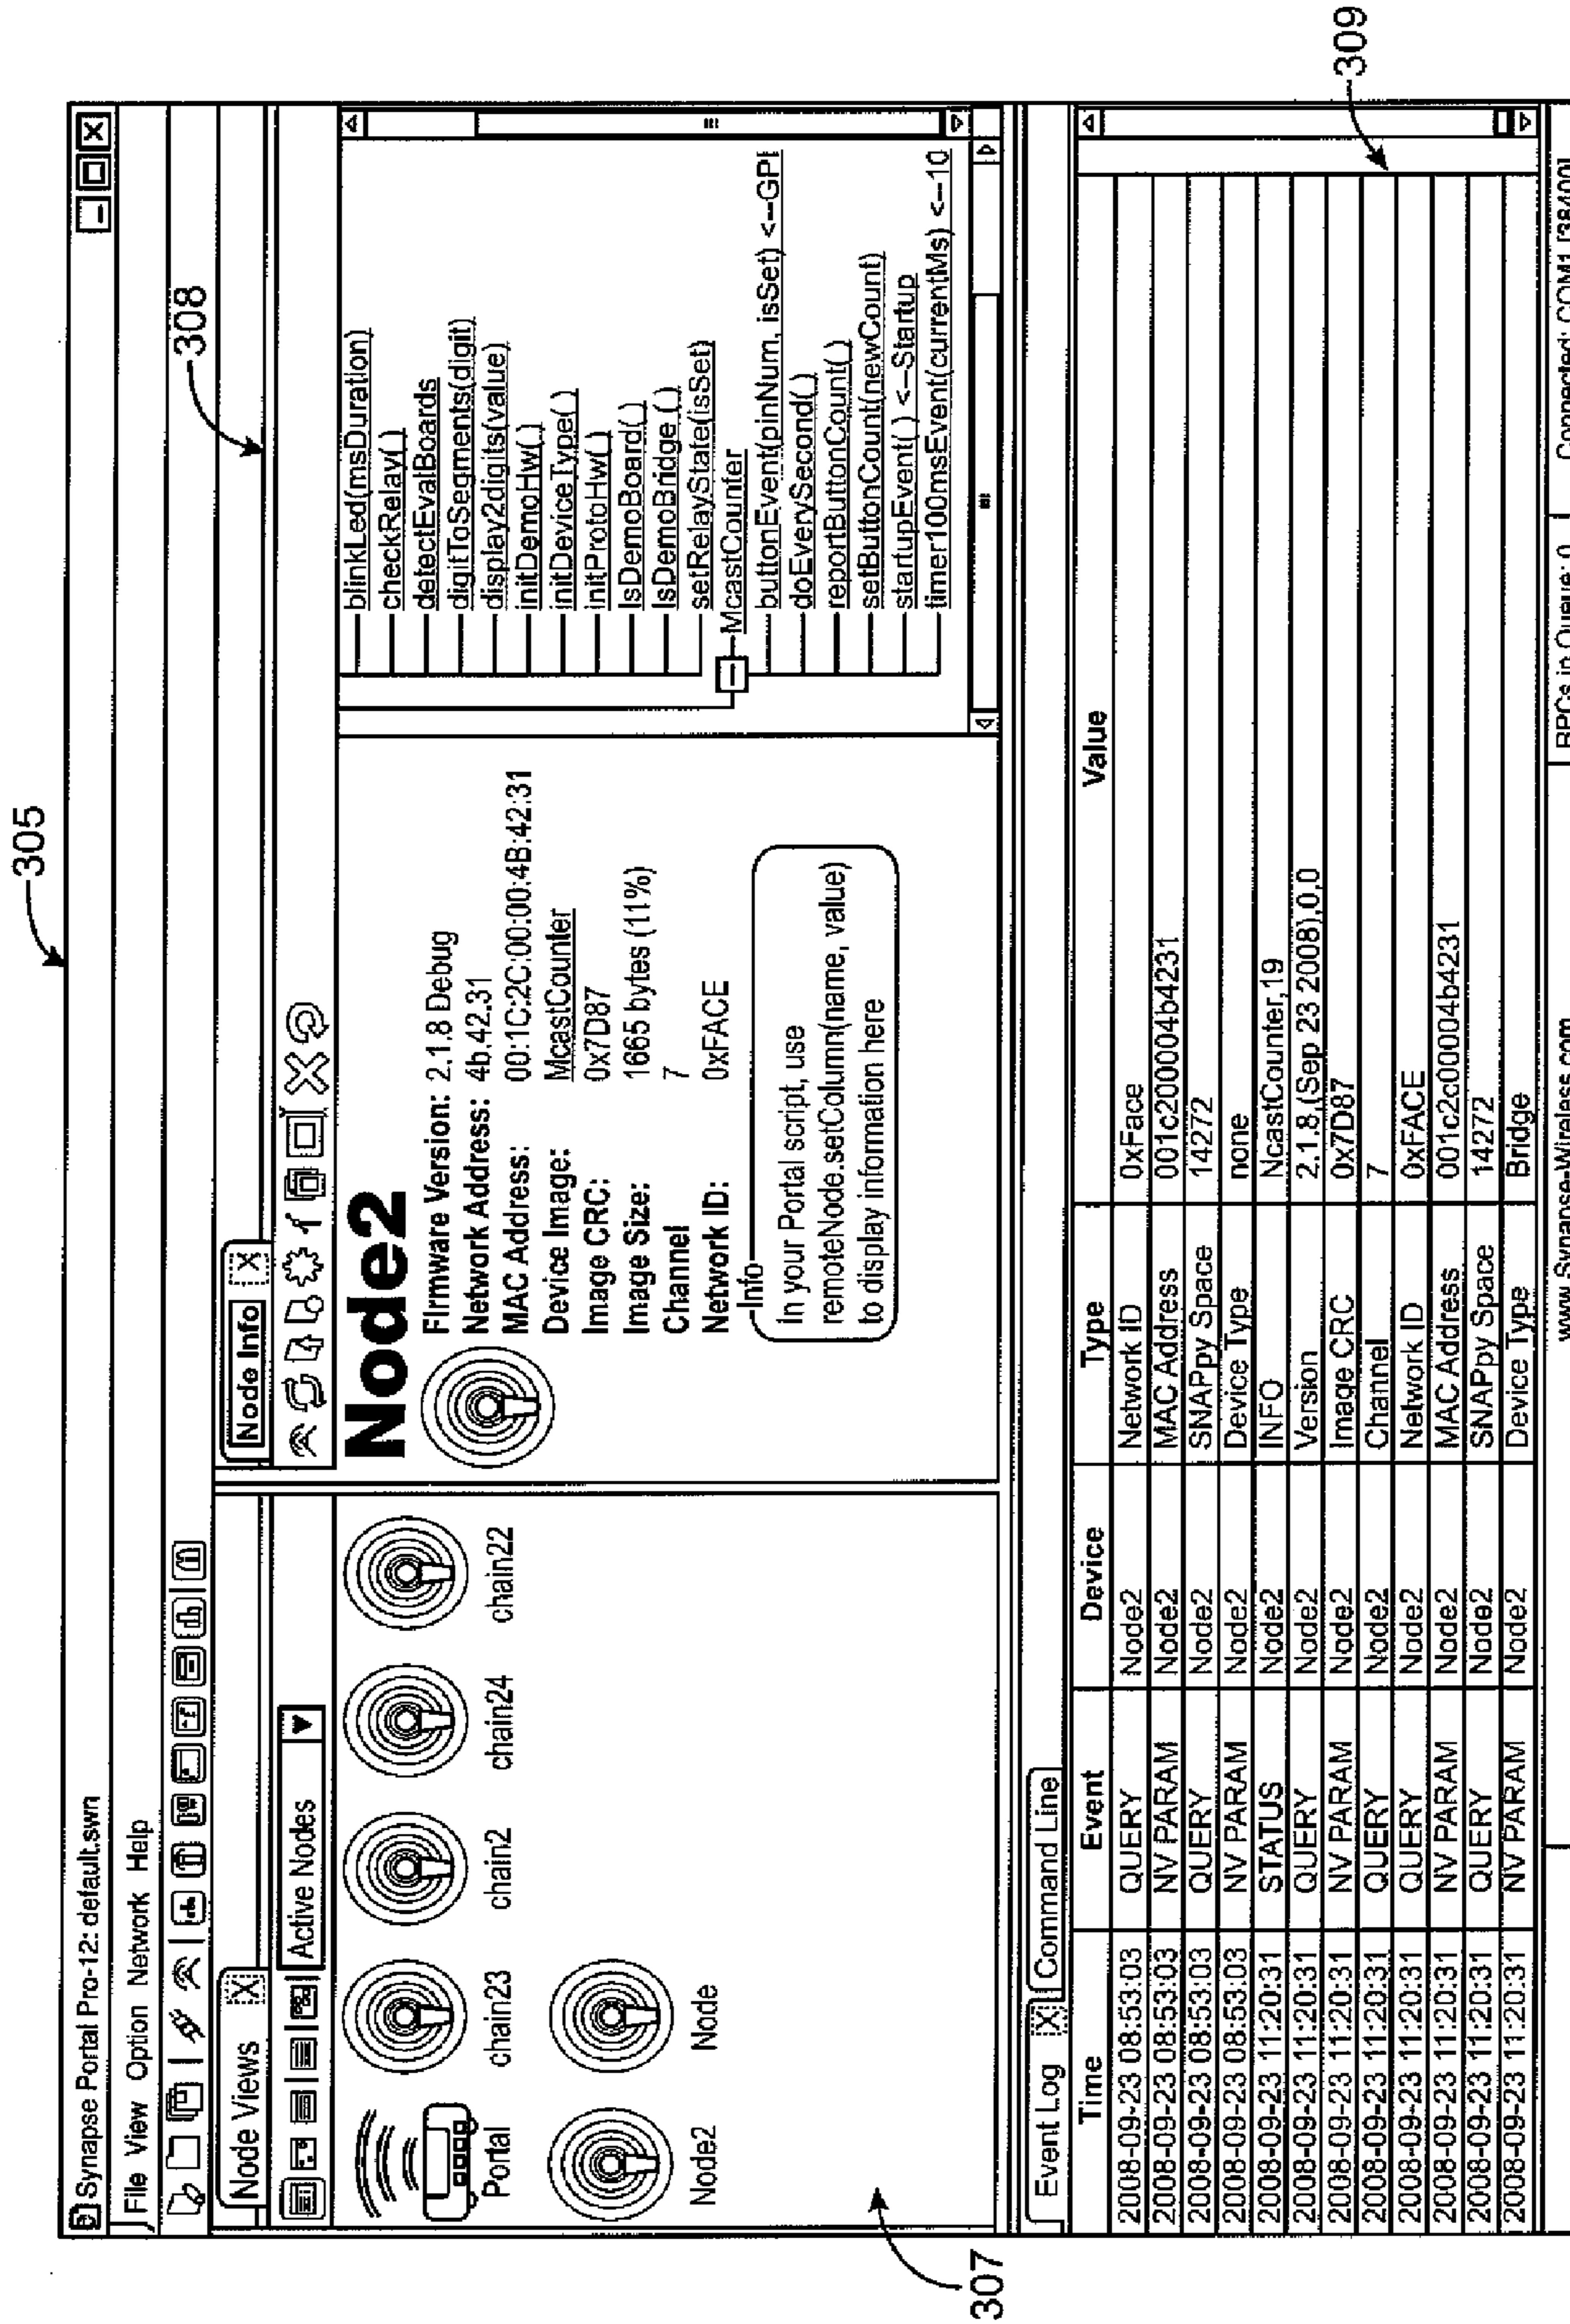 305
Synapse Portal Pro-12: default.swn
File View Option Network Help
308
Node Views
Active Nodes
Portal
chain23
chain2
chain24
chain22
Node2
Node
307
Node Info
Node2
Firmware Version: 2.1.8 Debug
Network Address: 4b.42.31
MAC Address: 00:1C:2C:00:00:4B:42:31
Device Image: McastCounter
Image CRC: 0x7D87
Image Size: 1665 bytes (11%)
Channel 7
Network ID: 0xFACE
Info
In your Portal script, use
remoteNode.setColumn(name, value)
to display information here
blinkLed(msDuration)
checkRelay( )
detectEvalBoards
digitToSegments(digit)
display2digits(value)
initDemoHw( )
initDeviceType( )
initProtoHw( )
IsDemoBoard( )
IsDemoBridge ( )
setRelayState(isSet)
McastCounter
buttonEvent(pinNum, isSet) <--GPI
doEverySecond( )
reportButtonCount( )
setButtonCount(newCount)
startupEvent( ) <--Startup
timer100msEvent(currentMs) <--10
Event Log
Command Line
Time Event Device Type Value
2008-09-23 08:53:03 QUERY Node2 Network ID 0xFace
2008-09-23 08:53:03 NV PARAM Node2 MAC Address 001c200004b4231
2008-09-23 08:53:03 QUERY Node2 SNAPpy Space 14272
2008-09-23 08:53:03 NV PARAM Node2 Device Type none
2008-09-23 11:20:31 STATUS Node2 INFO NcastCounter,19
2008-09-23 11:20:31 QUERY Node2 Version 2.1.8,(Sep 23 2008),0,0
2008-09-23 11:20:31 NV PARAM Node2 Image CRC 0x7D87
2008-09-23 11:20:31 QUERY Node2 Channel 7
2008-09-23 11:20:31 QUERY Node2 Network ID 0xFACE
2008-09-23 11:20:31 NV PARAM Node2 MAC Address 001c2c00004b4231
2008-09-23 11:20:31 QUERY Node2 SNAPpy Space 14272
2008-09-23 11:20:31 NV PARAM Node2 Device Type Bridge
309
www.Synapse-Wireless.com RPCs in Queue: 0 Connected: COM1 [38400]